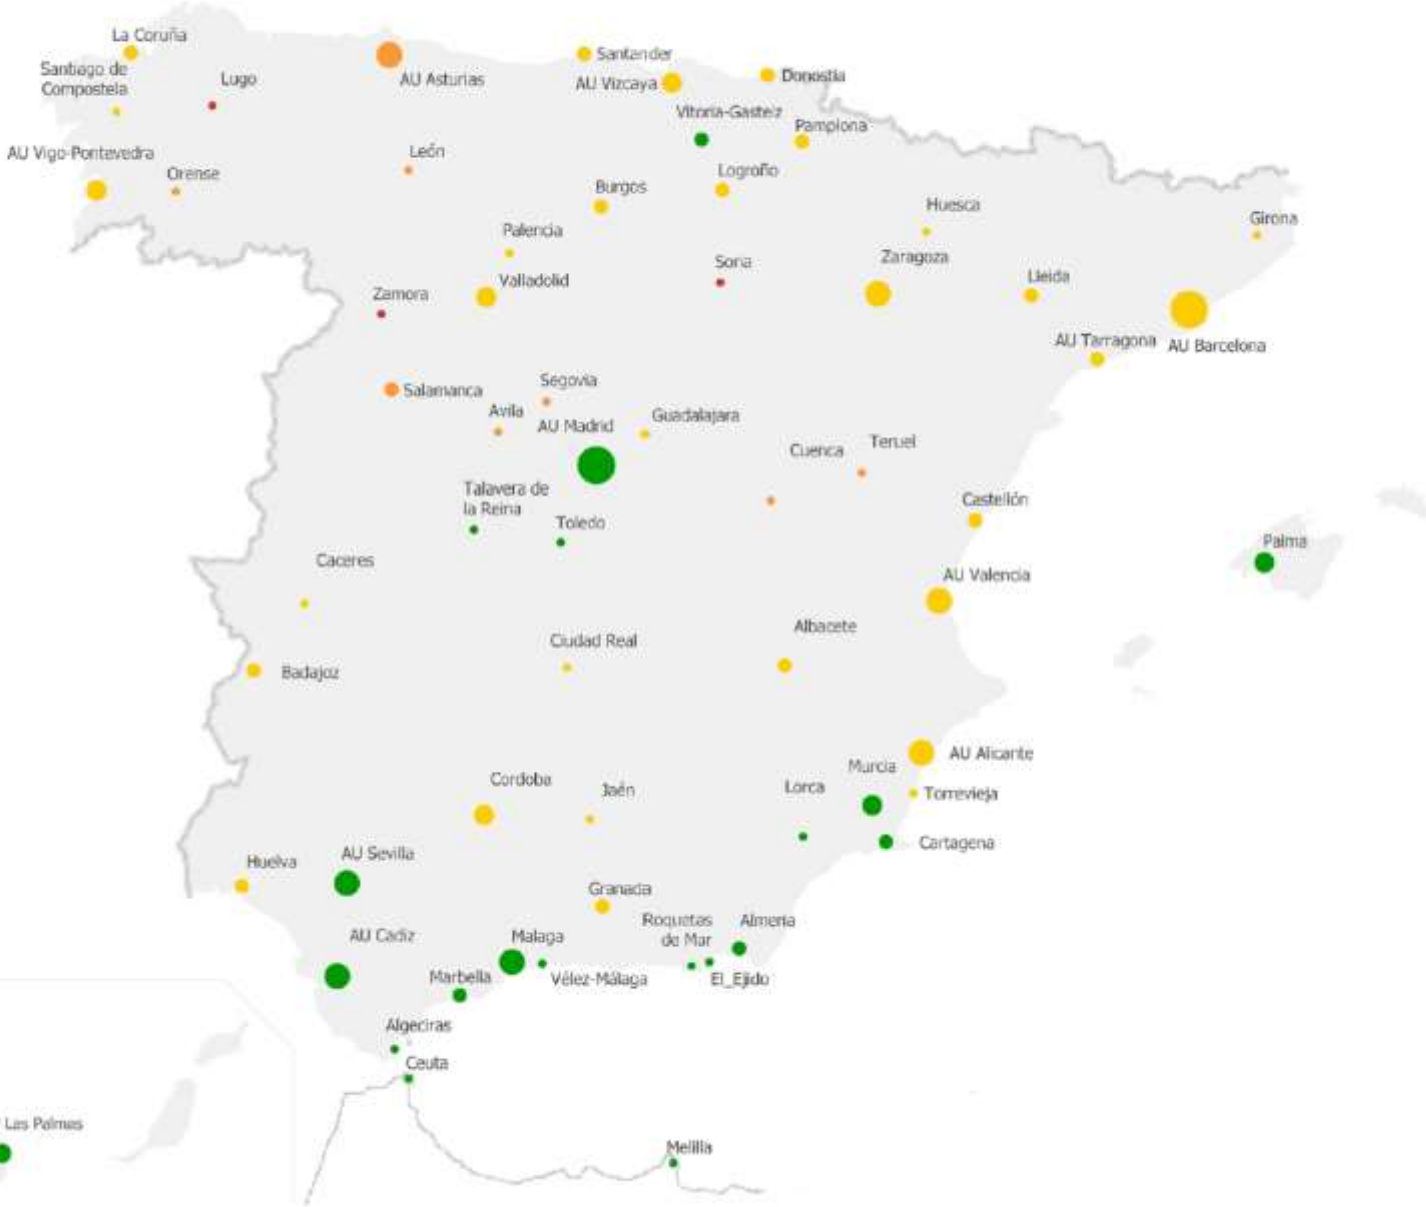 La Coruña
Santander
Santiago de
Compostela
Lugo
AU Asturias
AU Vizcaya
Donostia
Vitoria-Gasteiz
Pamplona
AU Vigo-Pontevedra
Orense
León
Logroño
Burgos
Huesca
Girona
Palencia
Zaragoza
Soria
Lleida
Valladolid
Zamora
AU Tarragona
AU Barcelona
Segovia
Salamanca
Avila
Guadalajara
AU Madrid
Teruel
Cuenca
Talavera de
la Reina
Castellón
Toledo
Palma
Caceres
AU Valencia
Albacete
Ciudad Real
Badajoz
AU Alicante
Murcia
Cordoba
Jaén
Lorca
Torrevieja
Cartagena
AU Sevilla
Huelva
Granada
Roquetas
de Mar
Almeria
AU Cadiz
Malaga
Marbella
Vélez-Málaga
El_Ejido
Algeciras
Ceuta
Las Palmas
Melilla